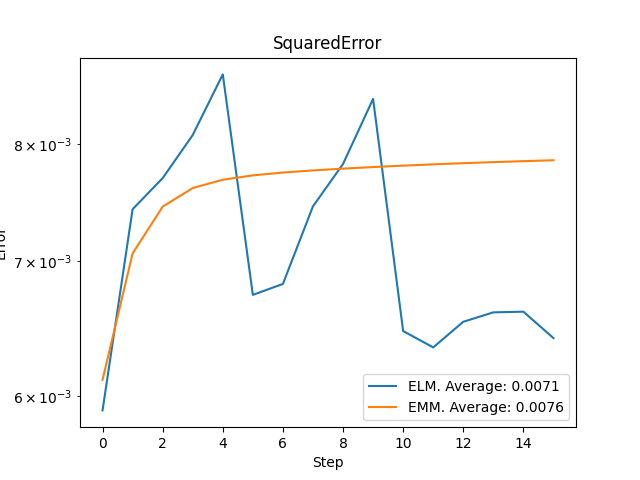 SquaredError
Error
8 × 10⁻³
7 × 10⁻³
6 × 10⁻³
ELM. Average: 0.0071
EMM. Average: 0.0076
0 2 4 6 8 10 12 14
Step